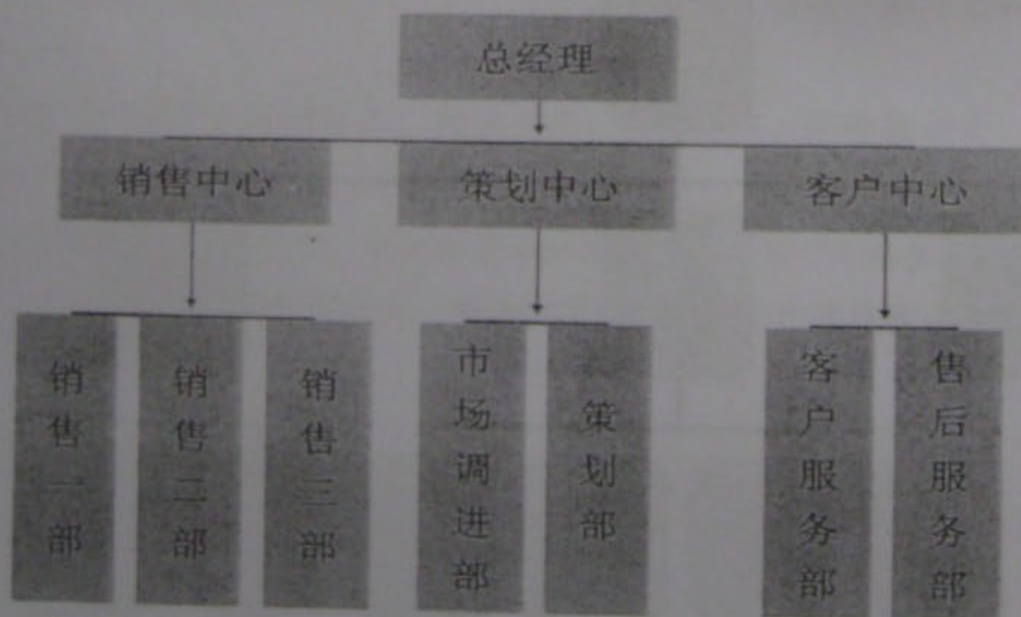 总经理
销售中心
策划中心
客户中心
销售一部
销售二部
销售三部
市场调进部
策划部
客户服务部
售后服务部